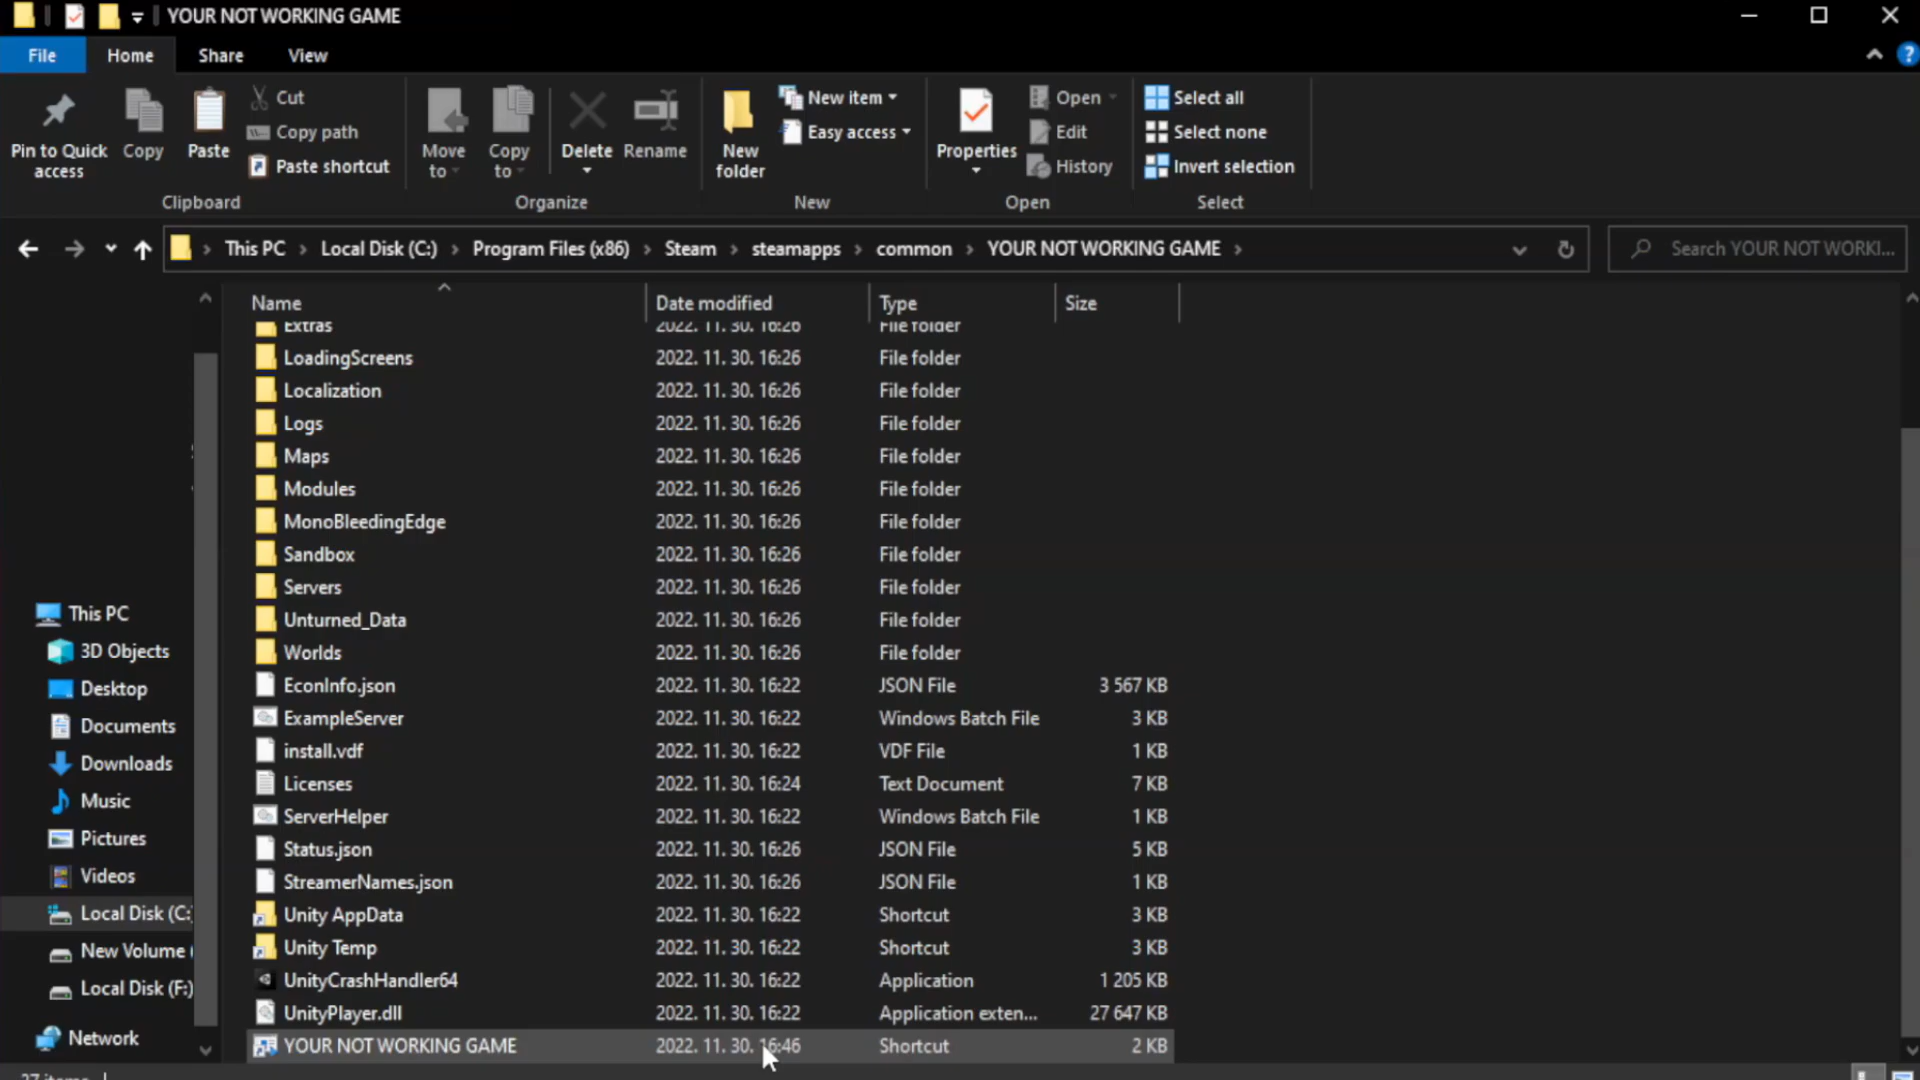 YOUR NOT WORKING GAME
File Home Share View
Pin to Quick access
Copy
Paste
Cut
Copy path
Paste shortcut
Clipboard
Move to
Copy to
Delete
Rename
Organize
New folder
New item
Easy access
New
Properties
Open
Edit
History
Open
Select all
Select none
Invert selection
Select
This PC Local Disk (C:) Program Files (x86) Steam steamapps common YOUR NOT WORKING GAME
Search YOUR NOT WORKI...
This PC
3D Objects
Desktop
Documents
Downloads
Music
Pictures
Videos
Local Disk (C:
New Volume (
Local Disk (F:)
Network
Name Date modified Type Size
Extras 2022. 11. 30. 16:26 File folder
LoadingScreens 2022. 11. 30. 16:26 File folder
Localization 2022. 11. 30. 16:26 File folder
Logs 2022. 11. 30. 16:26 File folder
Maps 2022. 11. 30. 16:26 File folder
Modules 2022. 11. 30. 16:26 File folder
MonoBleedingEdge 2022. 11. 30. 16:26 File folder
Sandbox 2022. 11. 30. 16:26 File folder
Servers 2022. 11. 30. 16:26 File folder
Unturned_Data 2022. 11. 30. 16:26 File folder
Worlds 2022. 11. 30. 16:26 File folder
EconInfo.json 2022. 11. 30. 16:22 JSON File 3 567 KB
ExampleServer 2022. 11. 30. 16:22 Windows Batch File 3 KB
install.vdf 2022. 11. 30. 16:22 VDF File 1 KB
Licenses 2022. 11. 30. 16:24 Text Document 7 KB
ServerHelper 2022. 11. 30. 16:22 Windows Batch File 1 KB
Status.json 2022. 11. 30. 16:26 JSON File 5 KB
StreamerNames.json 2022. 11. 30. 16:26 JSON File 1 KB
Unity AppData 2022. 11. 30. 16:22 Shortcut 3 KB
Unity Temp 2022. 11. 30. 16:22 Shortcut 3 KB
UnityCrashHandler64 2022. 11. 30. 16:22 Application 1 205 KB
UnityPlayer.dll 2022. 11. 30. 16:22 Application exten... 27 647 KB
YOUR NOT WORKING GAME 2022. 11. 30. 16:46 Shortcut 2 KB
27 items